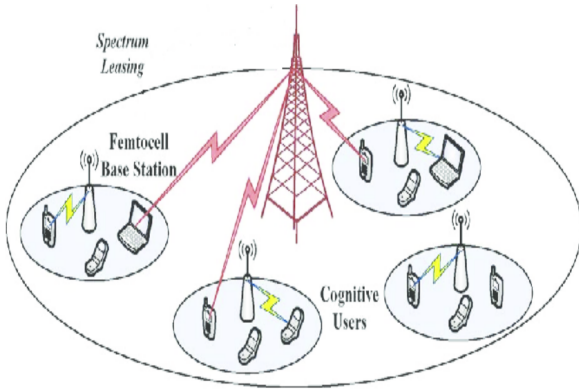 Spectrum
Leasing
Femtocell
Base Station
Cognitive
Users